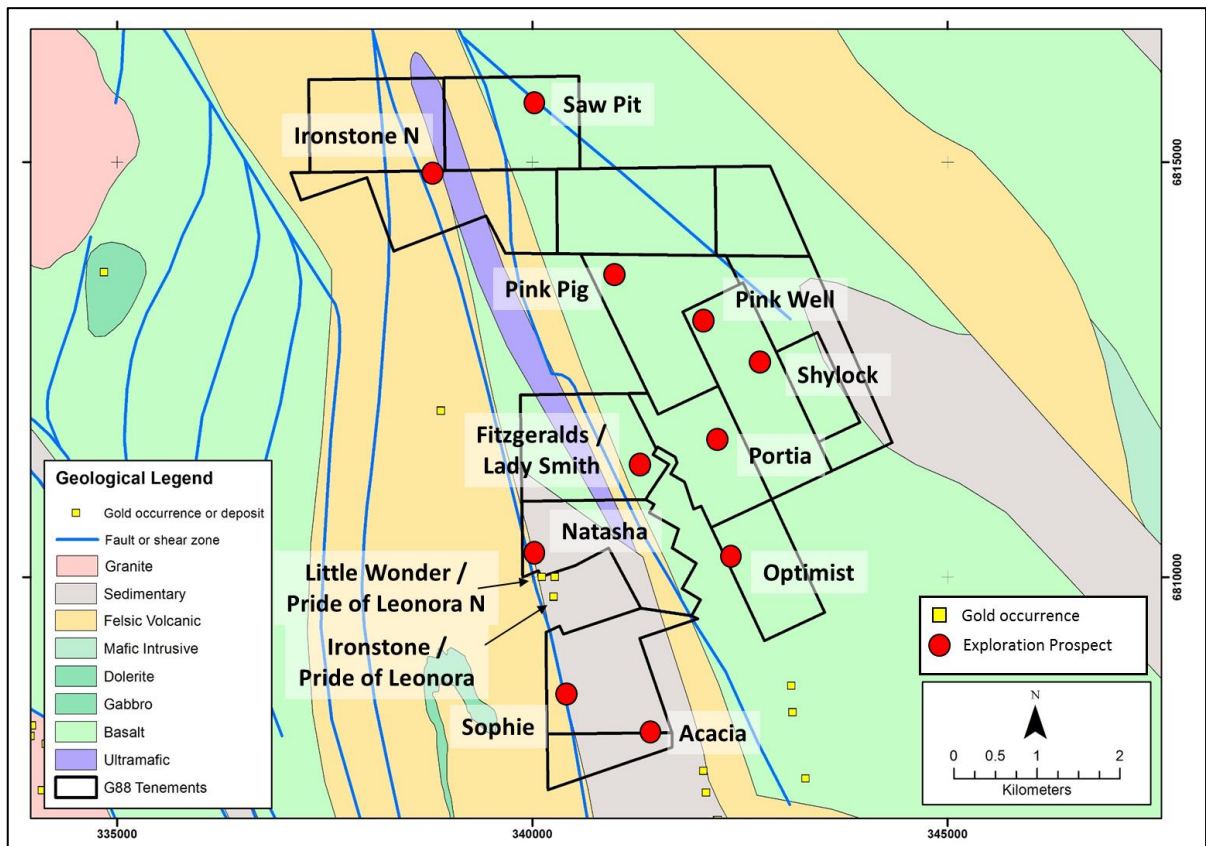 Saw Pit
Ironstone N
6815000
Pink Pig
Pink Well
Shylock
Fitzgeralds /
Lady Smith
Portia
Natasha
Optimist
Little Wonder /
Pride of Leonora N
6810000
Ironstone /
Pride of Leonora
Sophie
Acacia
Geological Legend
Gold occurrence or deposit
Fault or shear zone
Granite
Sedimentary
Felsic Volcanic
Mafic Intrusive
Dolerite
Gabbro
Basalt
Ultramafic
G88 Tenements
Gold occurrence
Exploration Prospect
N
0 0.5 1 2
Kilometers
335000 340000 345000